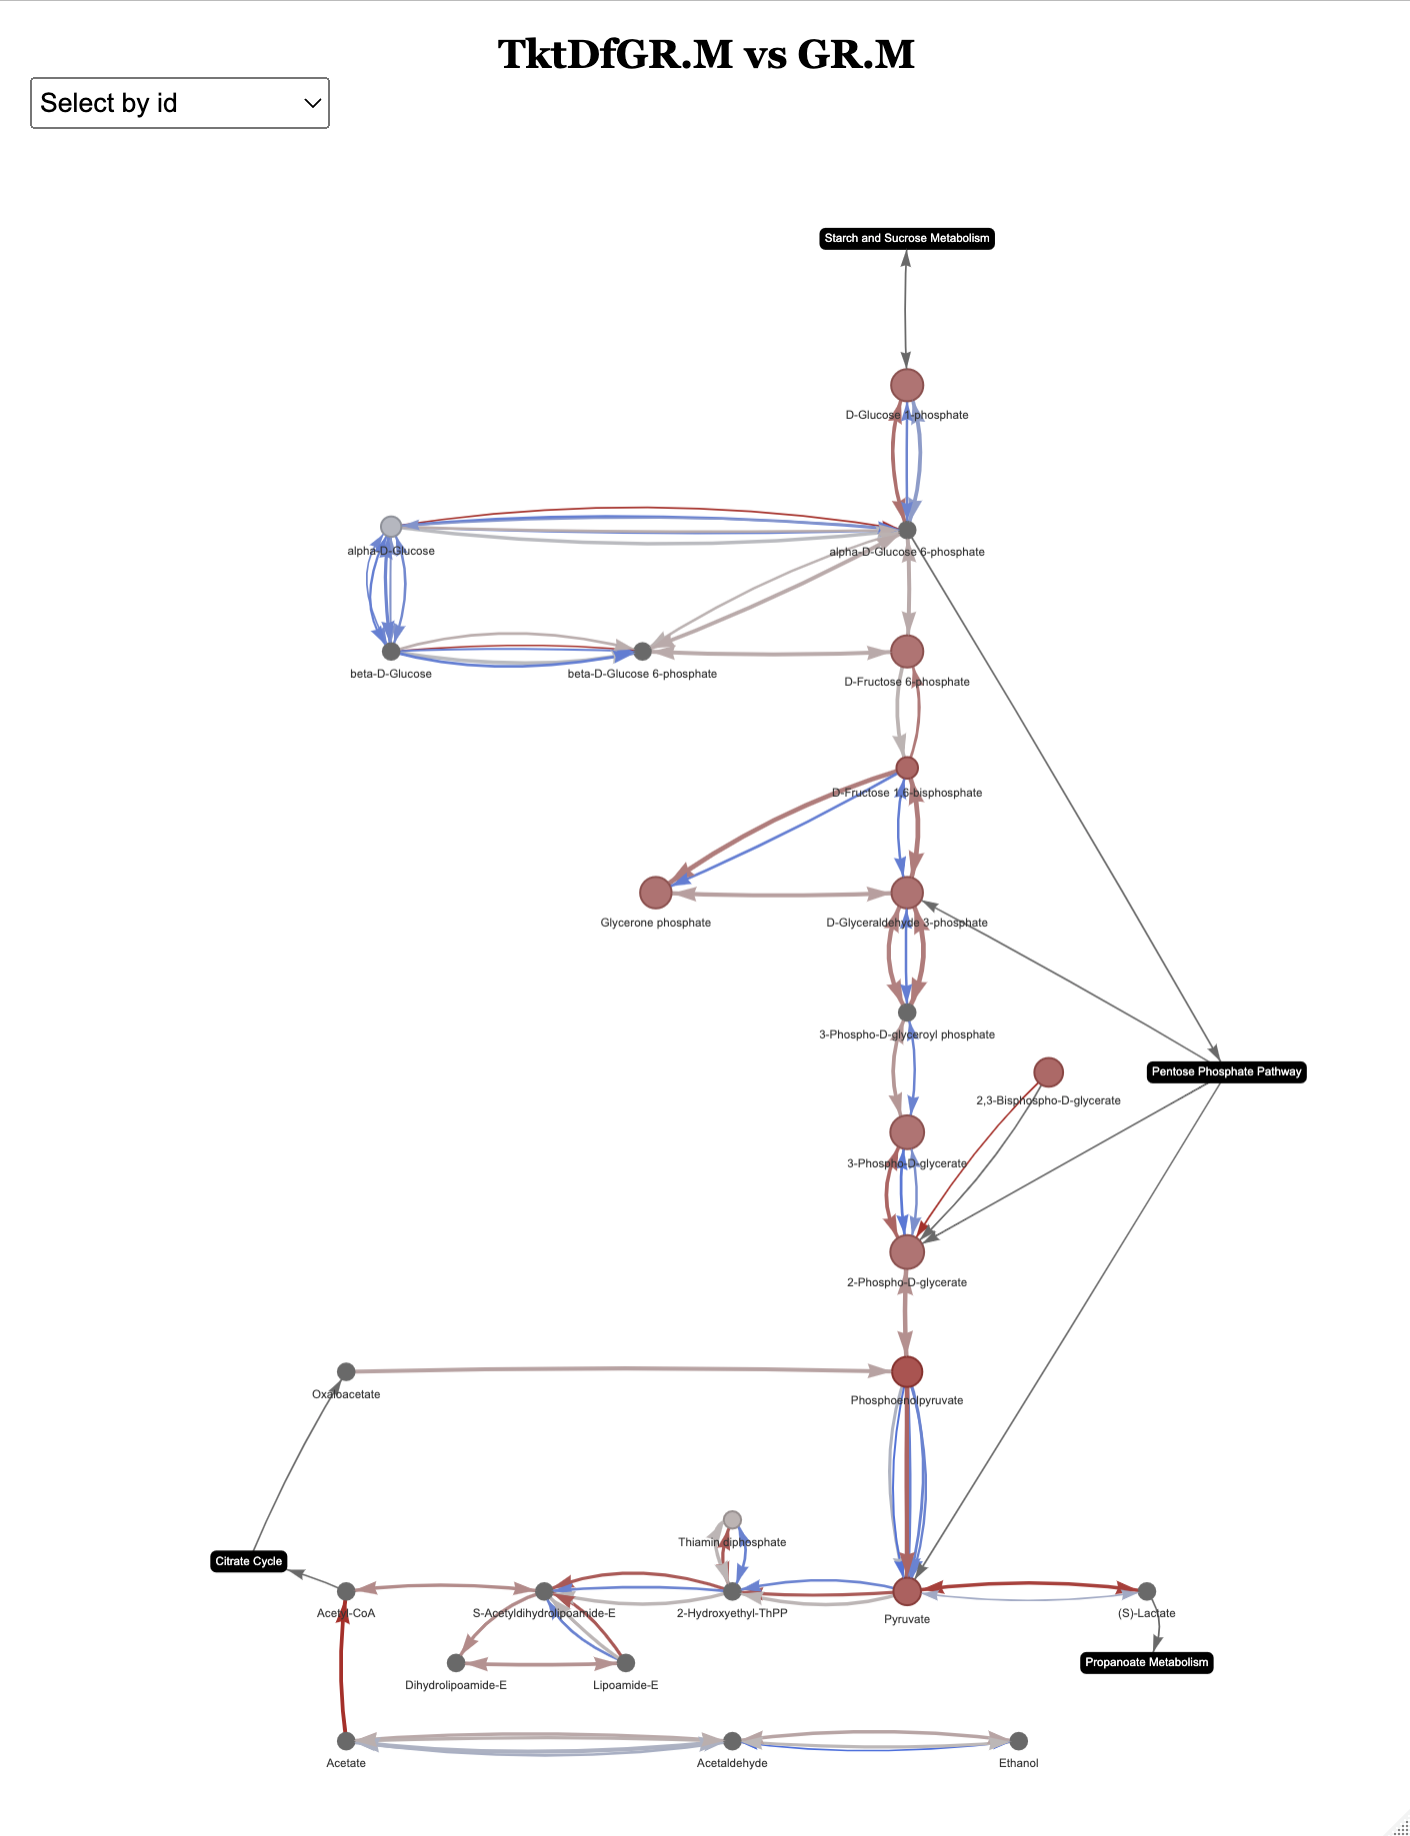 TktDfGR.M vs GR.M
Select by id
Starch and Sucrose Metabolism
D-Glucose 1-phosphate
alpha-D-Glucose
alpha-D-Glucose 6-phosphate
beta-D-Glucose
beta-D-Glucose 6-phosphate
D-Fructose 6-phosphate
D-Fructose 1,6-bisphosphate
Glycerone phosphate
D-Glyceraldehyde 3-phosphate
3-Phospho-D-glyceroyl phosphate
Pentose Phosphate Pathway
2,3-Bisphospho-D-glycerate
3-Phospho-D-glycerate
2-Phospho-D-glycerate
Oxaloacetate
Phosphoenolpyruvate
Thiamin diphosphate
Citrate Cycle
Acetyl-CoA
S-Acetyldihydrolipoamide-E
2-Hydroxyethyl-ThPP
Pyruvate
(S)-Lactate
Propanoate Metabolism
Dihydrolipoamide-E
Lipoamide-E
Acetate
Acetaldehyde
Ethanol